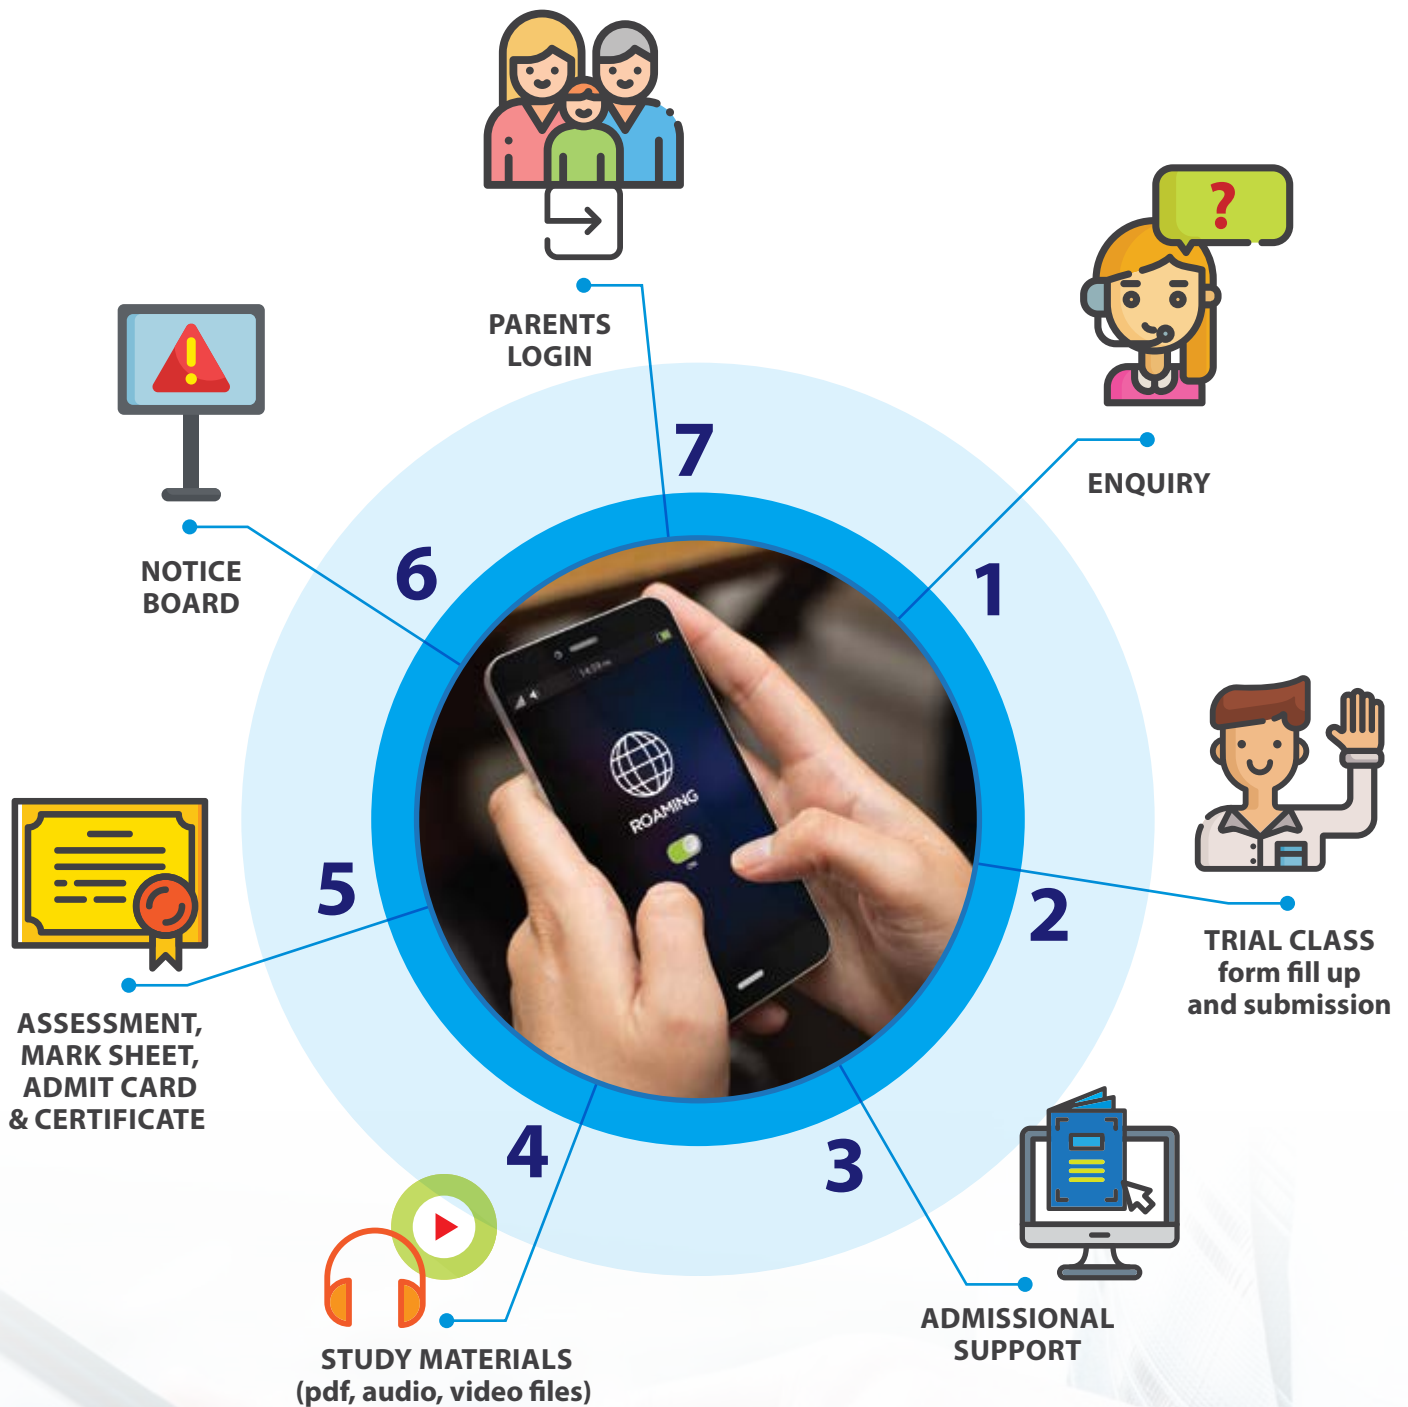 PARENTS
LOGIN
7
?
ENQUIRY
1
TRIAL CLASS
form fill up
and submission
2
ADMISSIONAL
SUPPORT
3
STUDY MATERIALS
(pdf, audio, video files)
4
ASSESSMENT,
MARK SHEET,
ADMIT CARD
& CERTIFICATE
5
NOTICE
BOARD
6
ROAMING